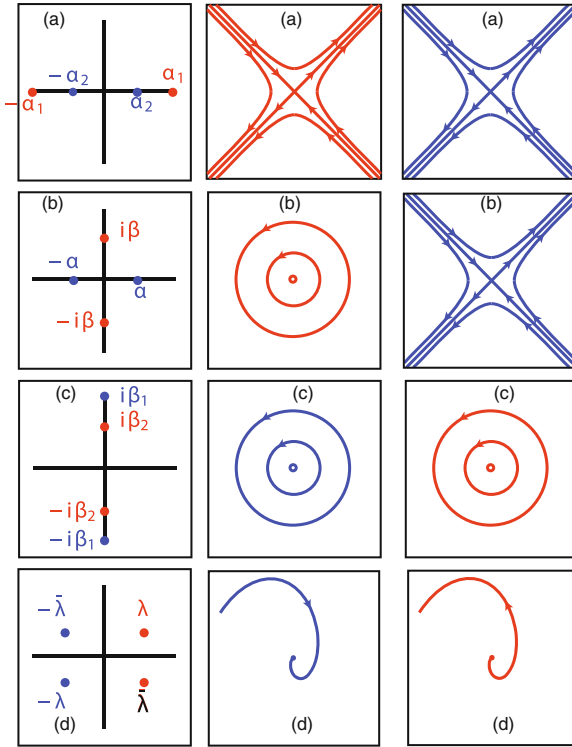 (a) (a) (a)
−α₂ α₁
−α₁ α₂
(b) (b) (b)
iβ
−α α
−iβ
(c) (c) (c)
iβ₁
iβ₂
−iβ₂
−iβ₁
−λ̄ λ
−λ λ̄
(d) (d) (d)